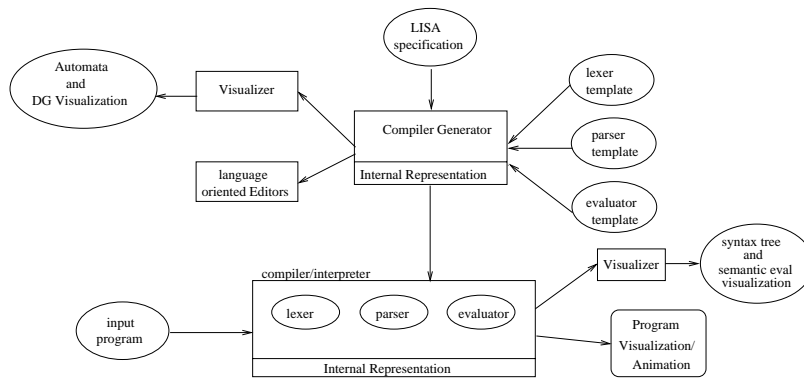 LISA
specification
Automata
and
DG Visualization
Visualizer
Compiler Generator
Internal Representation
lexer
template
parser
template
evaluator
template
language
oriented Editors
compiler/interpreter
lexer
parser
evaluator
Internal Representation
input
program
Visualizer
syntax tree
and
semantic eval
visualization
Program
Visualization/
Animation